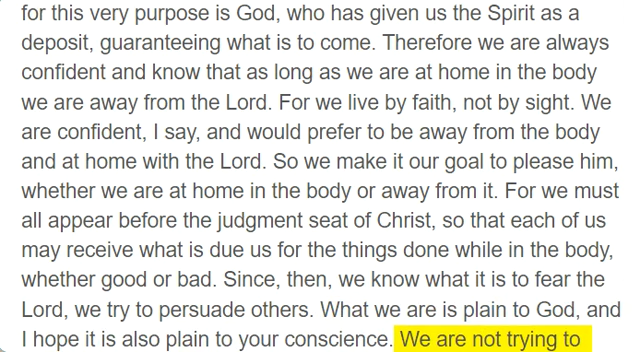 for this very purpose is God, who has given us the Spirit as a
deposit, guaranteeing what is to come. Therefore we are always
confident and know that as long as we are at home in the body
we are away from the Lord. For we live by faith, not by sight. We
are confident, I say, and would prefer to be away from the body
and at home with the Lord. So we make it our goal to please him,
whether we are at home in the body or away from it. For we must
all appear before the judgment seat of Christ, so that each of us
may receive what is due us for the things done while in the body,
whether good or bad. Since, then, we know what it is to fear the
Lord, we try to persuade others. What we are is plain to God, and
I hope it is also plain to your conscience. We are not trying to